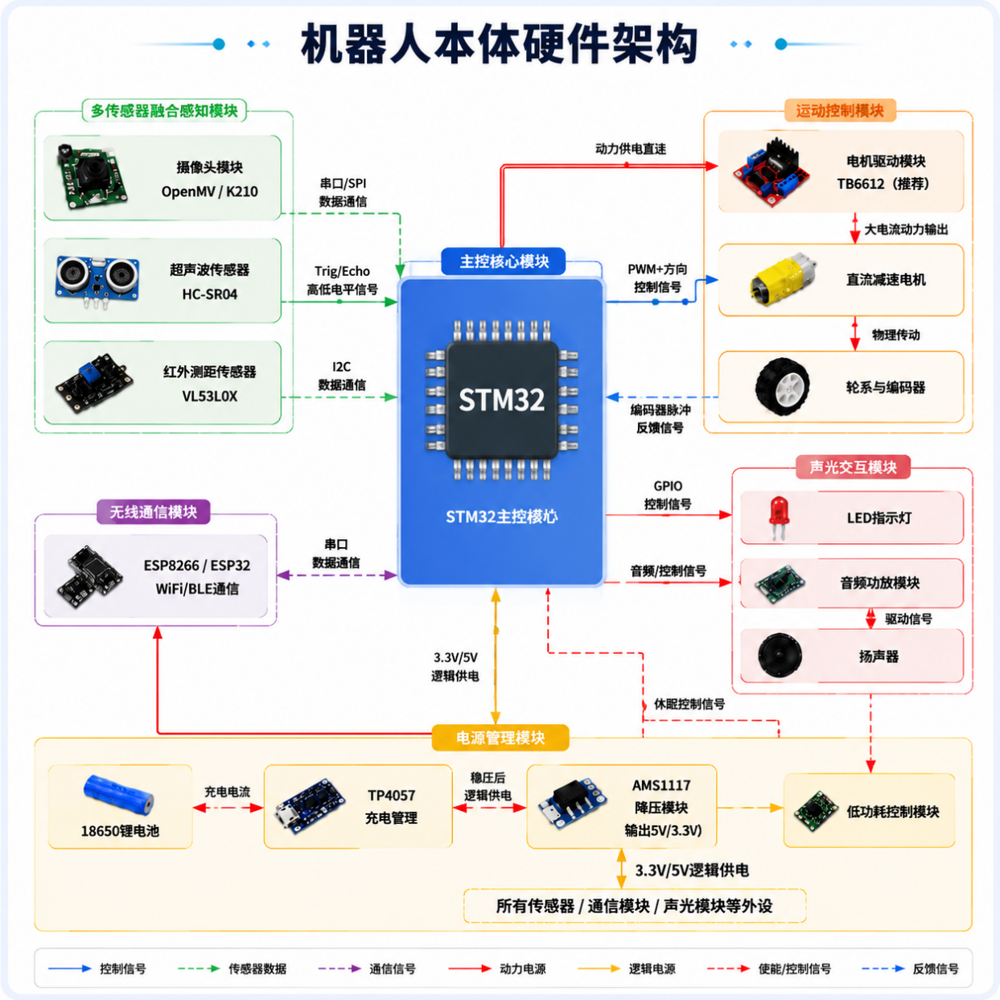 机器人本体硬件架构
多传感器融合感知模块
摄像头模块
OpenMV / K210
超声波传感器
HC-SR04
红外测距传感器
VL53L0X
串口/SPI
数据通信
Trig/Echo
高低电平信号
I2C
数据通信
动力供电直连
主控核心模块
STM32
STM32主控核心
PWM+方向
控制信号
编码器脉冲
反馈信号
运动控制模块
电机驱动模块
TB6612（推荐）
大电流动力输出
直流减速电机
物理传动
轮系与编码器
无线通信模块
ESP8266 / ESP32
WiFi/BLE通信
串口
数据通信
GPIO
控制信号
音频/控制信号
声光交互模块
LED指示灯
音频功放模块
驱动信号
扬声器
3.3V/5V
逻辑供电
休眠控制信号
电源管理模块
18650锂电池
充电电流
TP4057
充电管理
稳压后
逻辑供电
AMS1117
降压模块
输出5V/3.3V)
低功耗控制模块
3.3V/5V逻辑供电
所有传感器 / 通信模块 / 声光模块等外设
控制信号
传感器数据
通信信号
动力电源
逻辑电源
使能/控制信号
反馈信号